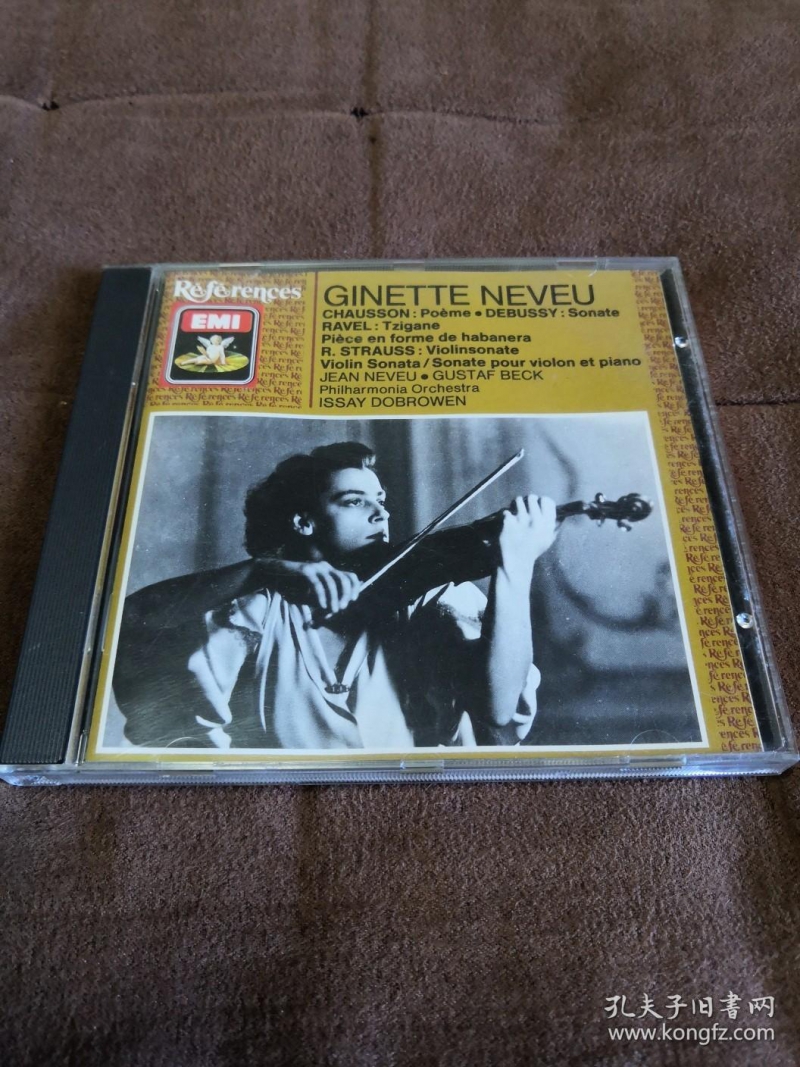 Références
EMI
GINETTE NEVEU
CHAUSSON : Poème • DEBUSSY : Sonate
RAVEL : Tzigane
Pièce en forme de habanera
R. STRAUSS : Violinsonate
Violin Sonata / Sonate pour violon et piano
JEAN NEVEU • GUSTAF BECK
Philharmonia Orchestra
ISSAY DOBROWEN
孔夫子旧书网
www.kongfz.com